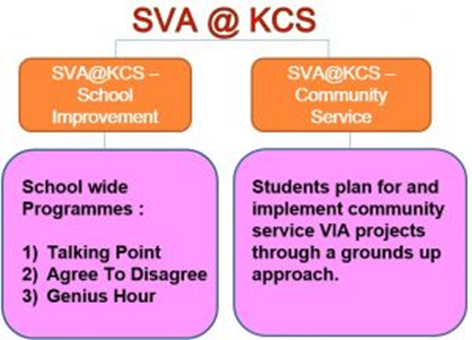 SVA @ KCS
SVA@KCS –
School
Improvement
SVA@KCS –
Community
Service
School wide
Programmes :
1) Talking Point
2) Agree To Disagree
3) Genius Hour
Students plan for and
implement community
service VIA projects
through a grounds up
approach.